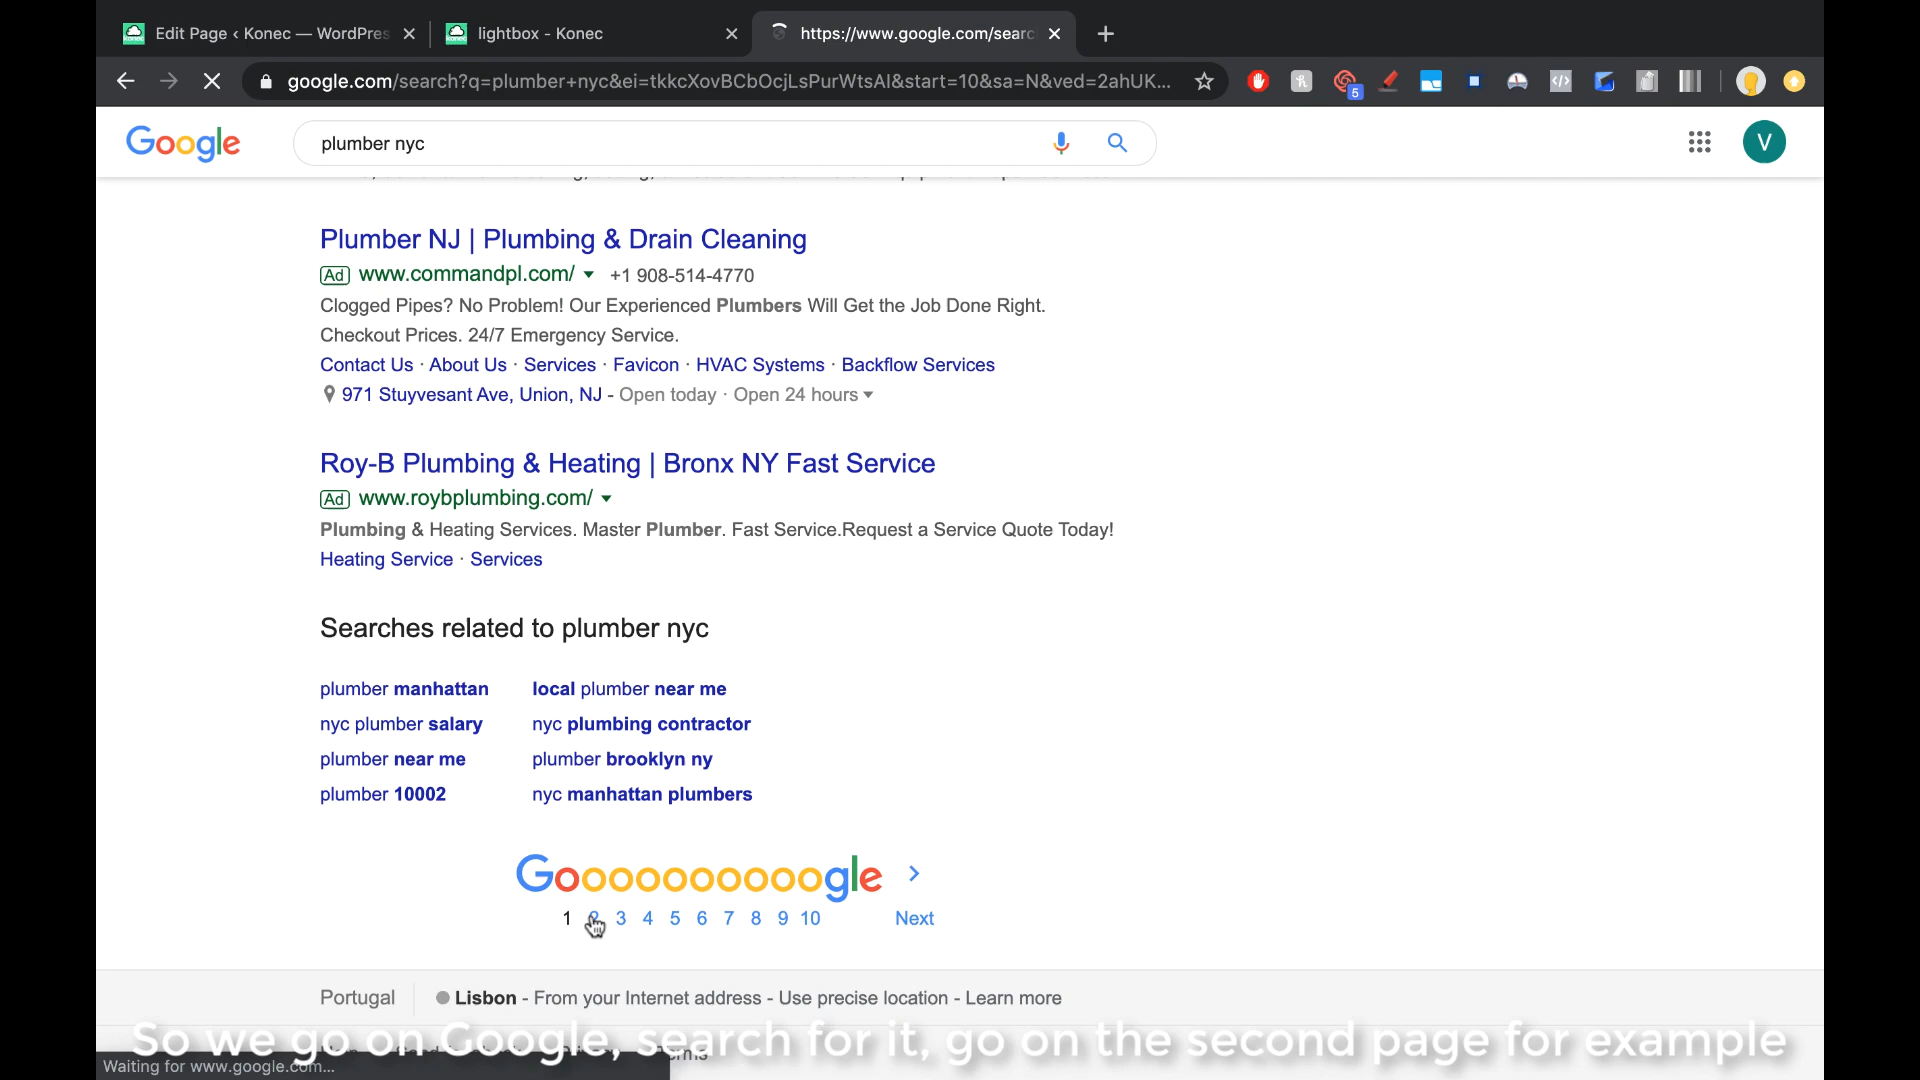 Edit Page ‹ Konec — WordPres
lightbox - Konec
https://www.google.com/searc
google.com/search?q=plumber+nyc&ei=tkkcXovBCbOcjLsPurWtsAI&start=10&sa=N&ved=2ahUK...
5
Google
plumber nyc
V
Plumber NJ | Plumbing & Drain Cleaning
Ad www.commandpl.com/ +1 908-514-4770
Clogged Pipes? No Problem! Our Experienced Plumbers Will Get the Job Done Right.
Checkout Prices. 24/7 Emergency Service.
Contact Us · About Us · Services · Favicon · HVAC Systems · Backflow Services
971 Stuyvesant Ave, Union, NJ - Open today · Open 24 hours
Roy-B Plumbing & Heating | Bronx NY Fast Service
Ad www.roybplumbing.com/
Plumbing & Heating Services. Master Plumber. Fast Service.Request a Service Quote Today!
Heating Service · Services
Searches related to plumber nyc
plumber manhattan local plumber near me
nyc plumber salary nyc plumbing contractor
plumber near me plumber brooklyn ny
plumber 10002 nyc manhattan plumbers
Goooooooooogle
1 2 3 4 5 6 7 8 9 10 Next
Portugal Lisbon - From your Internet address - Use precise location - Learn more
So we go on Google, search for it, go on the second page for example
Waiting for www.google.com...